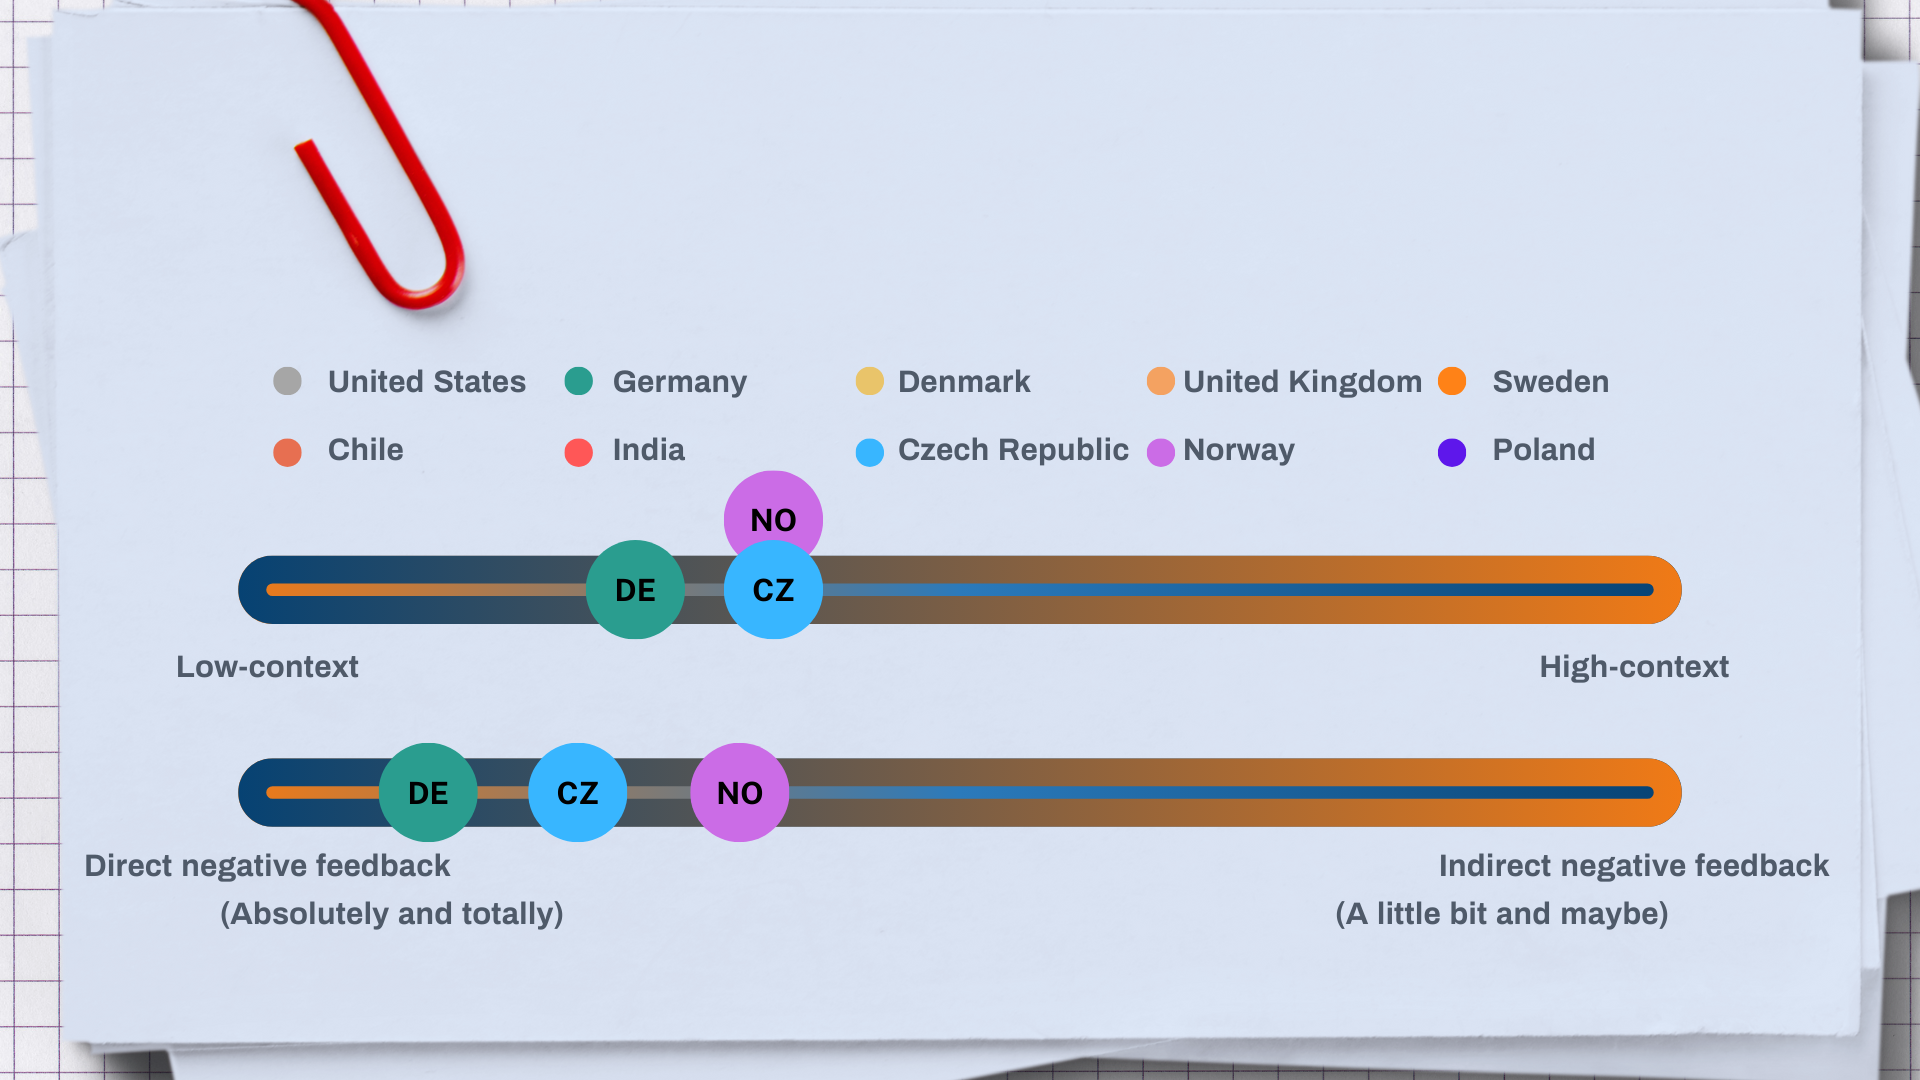 United States Germany Denmark United Kingdom Sweden
Chile India Czech Republic Norway Poland
NO
DE CZ
Low-context High-context
DE CZ NO
Direct negative feedback Indirect negative feedback
(Absolutely and totally) (A little bit and maybe)